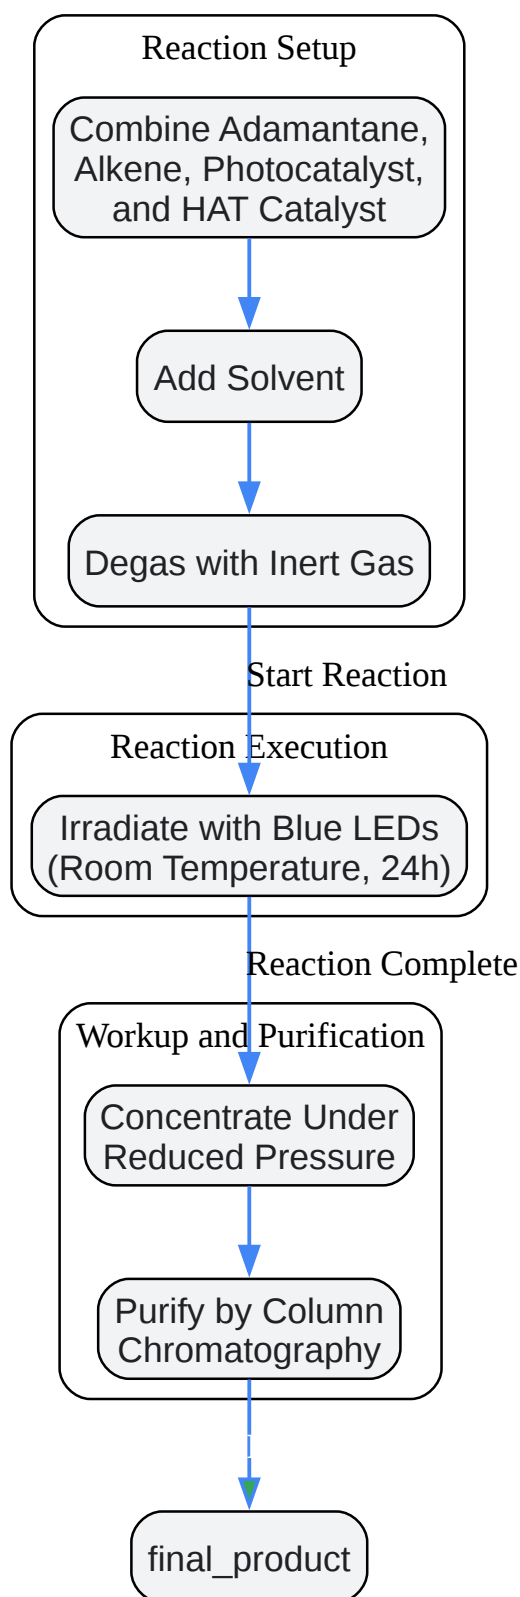 Reaction Setup
Combine Adamantane,
Alkene, Photocatalyst,
and HAT Catalyst
Add Solvent
Degas with Inert Gas
Start Reaction
Reaction Execution
Irradiate with Blue LEDs
(Room Temperature, 24h)
Reaction Complete
Workup and Purification
Concentrate Under
Reduced Pressure
Purify by Column
Chromatography
final_product